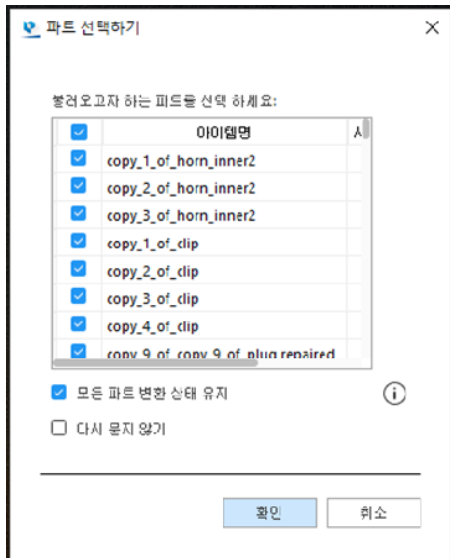 파트 선택하기
불러오고자 하는 피드를 선택 하세요:
아이템명
copy_1_of_horn_inner2
copy_2_of_horn_inner2
copy_3_of_horn_inner2
copy_1_of_clip
copy_2_of_clip
copy_3_of_clip
copy_4_of_clip
copy_9_of_copy_9_of_plug repaired
모든 파트 변환 상태 유지
다시 묻지 않기
확인 취소